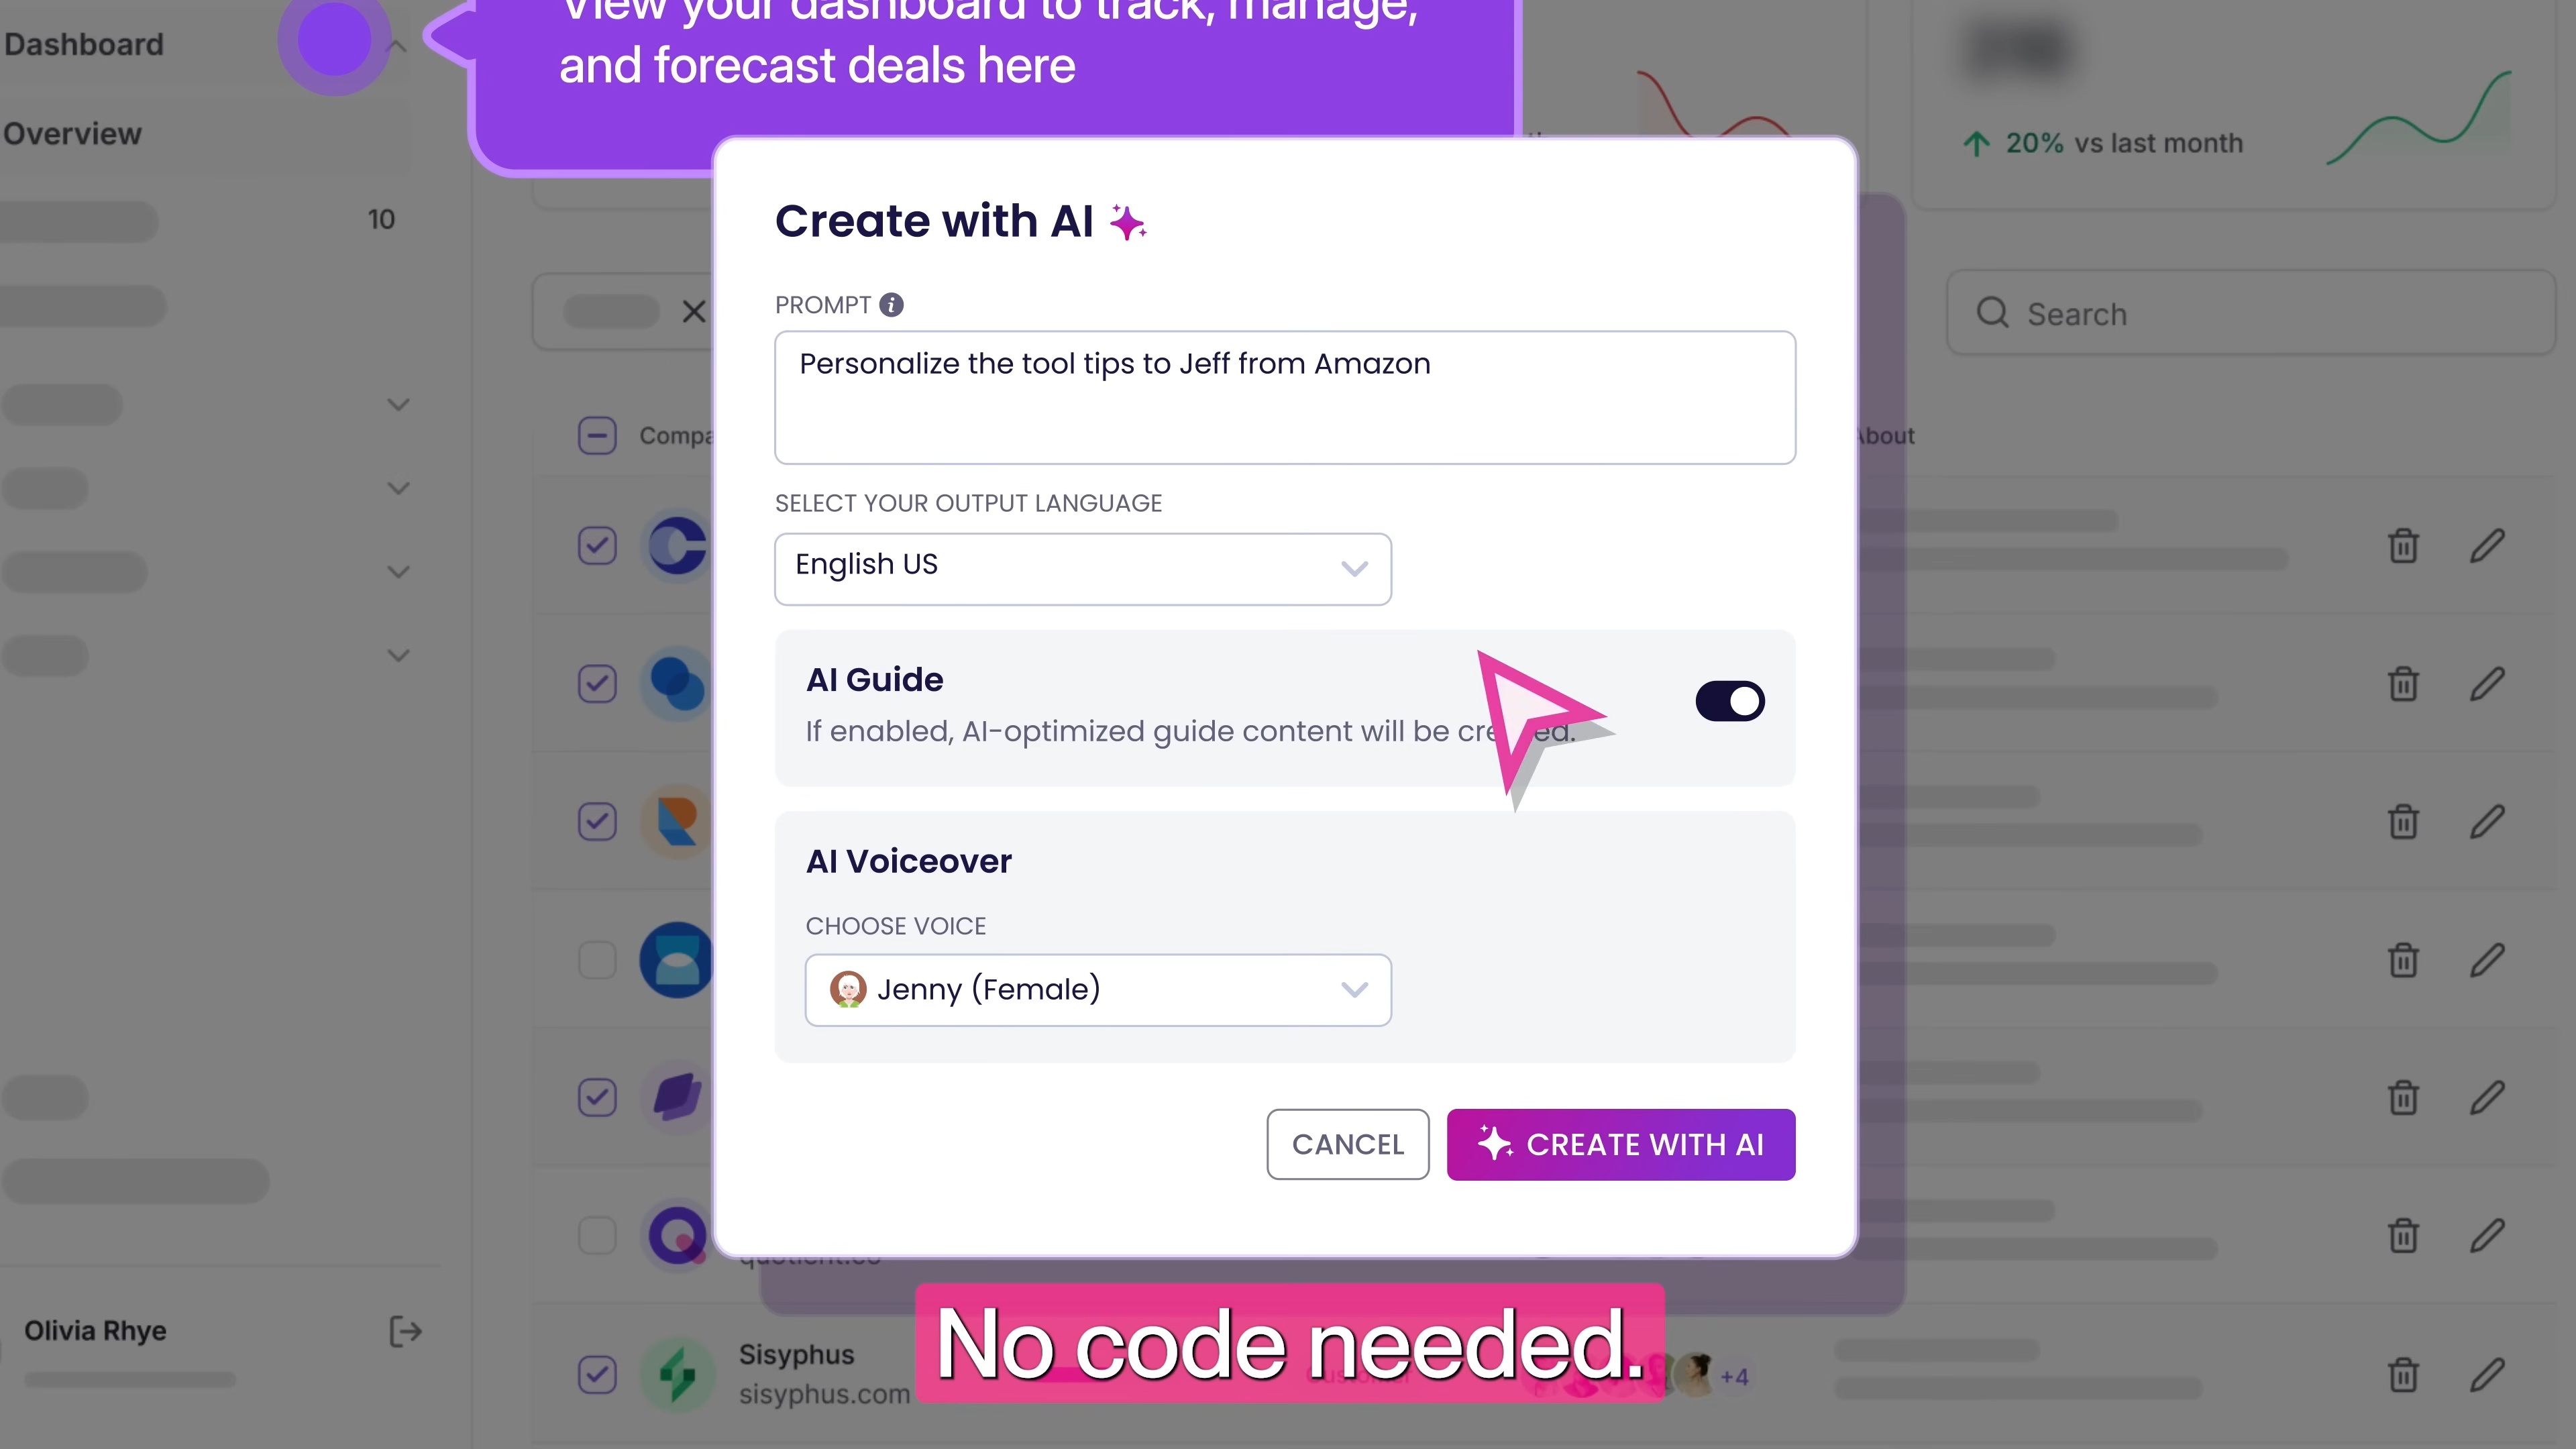 View your dashboard to track, manage,
and forecast deals here
Dashboard
Overview
10
20% vs last month
Search
About
Create with AI
PROMPT
Personalize the tool tips to Jeff from Amazon
SELECT YOUR OUTPUT LANGUAGE
English US
AI Guide
If enabled, AI-optimized guide content will be created.
AI Voiceover
CHOOSE VOICE
Jenny (Female)
CANCEL
CREATE WITH AI
No code needed.
Olivia Rhye
Sisyphus
sisyphus.com
+4